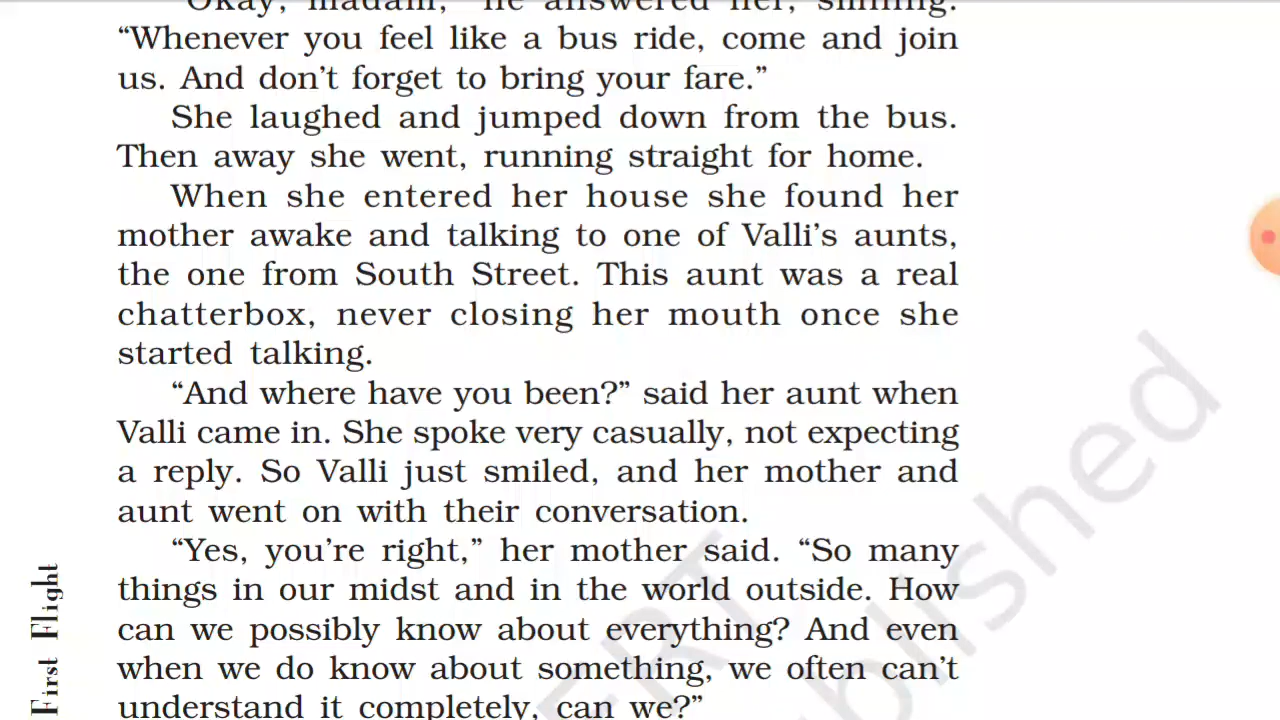 “Okay, madam,” he answered her, smiling.
“Whenever you feel like a bus ride, come and join
us. And don’t forget to bring your fare.”
She laughed and jumped down from the bus.
Then away she went, running straight for home.
When she entered her house she found her
mother awake and talking to one of Valli’s aunts,
the one from South Street. This aunt was a real
chatterbox, never closing her mouth once she
started talking.
“And where have you been?” said her aunt when
Valli came in. She spoke very casually, not expecting
a reply. So Valli just smiled, and her mother and
aunt went on with their conversation.
“Yes, you’re right,” her mother said. “So many
things in our midst and in the world outside. How
can we possibly know about everything? And even
when we do know about something, we often can’t
understand it completely, can we?”
First Flight